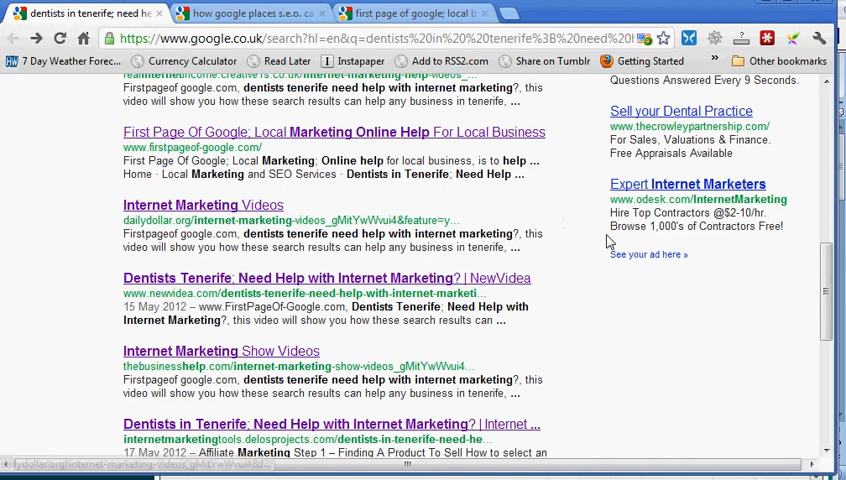 dentists in tenerife; need he
how google places s.e.o. ca
first page of google; local b
https://www.google.co.uk/search?hl=en&q=dentists%20in%20tenerife%3B%20need%20
7 Day Weather Forec...
Currency Calculator
Read Later
Instapaper
Add to RSS2.com
Share on Tumblr
Getting Started
»
Other bookmarks
realinternetincome.creative1s.co.uk/internet-marketing-help-videos_...
Firstpageof google.com, dentists tenerife need help with internet marketing?, this
video will show you how these search results can help any business in tenerife, ...
First Page Of Google; Local Marketing Online Help For Local Business
www.firstpageof-google.com/
First Page Of Google; Local Marketing; Online help for local business, is to help ...
Home · Local Marketing and SEO Services · Dentists in Tenerife; Need Help ...
Internet Marketing Videos
dailydollar.org/internet-marketing-videos_gMitYwWvui4&feature=y...
Firstpageof google.com, dentists tenerife need help with internet marketing?, this
video will show you how these search results can help any business in tenerife, ...
Dentists Tenerife; Need Help with Internet Marketing? | NewVidea
www.newvidea.com/dentists-tenerife-need-help-with-internet-marketi...
15 May 2012 – www.FirstPageOf-Google.com, Dentists Tenerife; Need Help with
Internet Marketing?, this video will show you how these search results can ...
Internet Marketing Show Videos
thebusinesshelp.com/internet-marketing-show-videos_gMitYwWvui4...
Firstpageof google.com, dentists tenerife need help with internet marketing?, this
video will show you how these search results can help any business in tenerife, ...
Dentists in Tenerife; Need Help with Internet Marketing? | Internet ...
internetmarketingtools.delosprojects.com/dentists-in-tenerife-need-he...
17 May 2012 – Affiliate Marketing Step 1 – Finding A Product To Sell How to select an
Questions Answered Every 9 Seconds.
Sell your Dental Practice
www.thecrowleypartnership.com/
For Sales, Valuations & Finance.
Free Appraisals Available
Expert Internet Marketers
www.odesk.com/InternetMarketing
Hire Top Contractors @$2-10/hr.
Browse 1,000's of Contractors Free!
See your ad here »